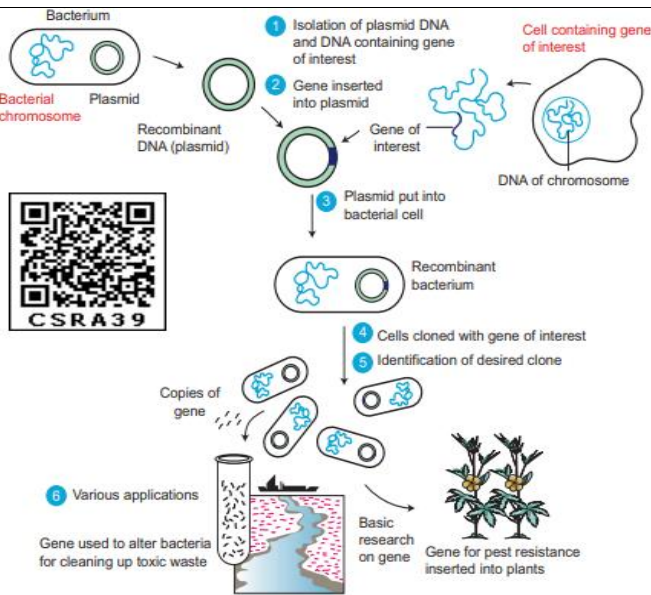 Bacterium
Bacterial
chromosome
Plasmid
1 Isolation of plasmid DNA
and DNA containing gene
of interest
2 Gene inserted
into plasmid
Cell containing gene
of interest
Recombinant
DNA (plasmid)
Gene of
interest
DNA of chromosome
3 Plasmid put into
bacterial cell
CSRA39
Recombinant
bacterium
4 Cells cloned with gene of interest
5 Identification of desired clone
Copies of
gene
6 Various applications
Gene used to alter bacteria
for cleaning up toxic waste
Basic
research
on gene
Gene for pest resistance
inserted into plants